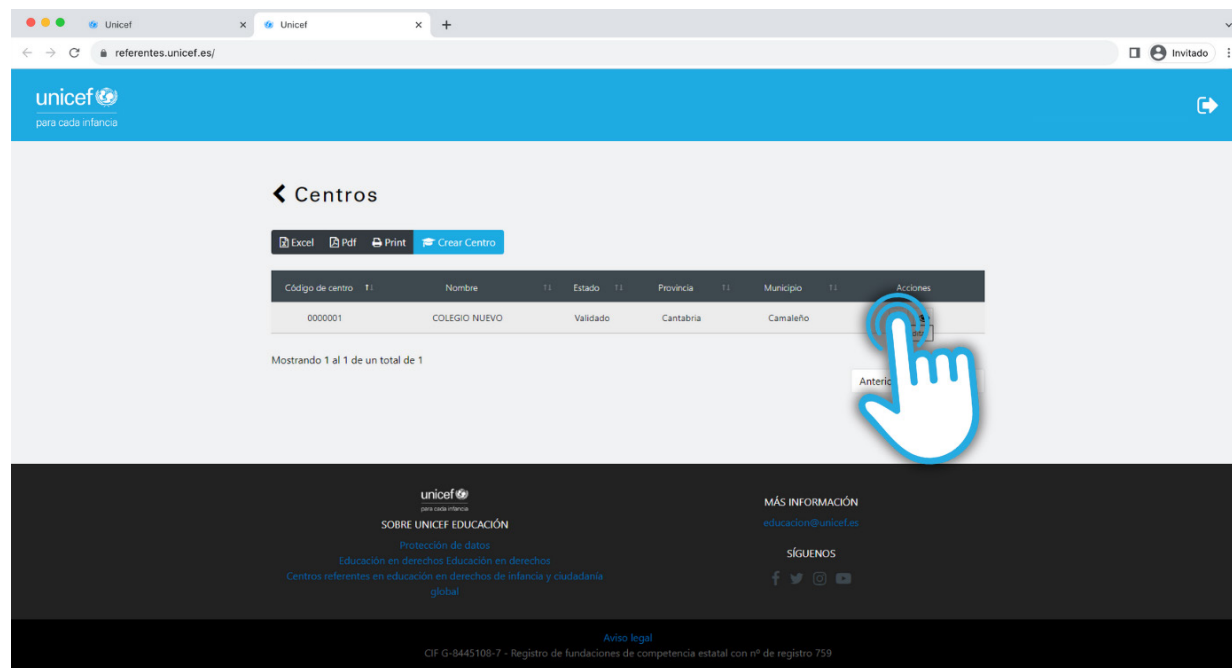 Unicef
Unicef
referentes.unicef.es/
Invitado
unicef
para cada infancia
Centros
Excel Pdf Print Crear Centro
Código de centro Nombre Estado Provincia Municipio Acciones
0000001 COLEGIO NUEVO Validado Cantabria Camaleño
Mostrando 1 al 1 de un total de 1
unicef
para cada infancia
SOBRE UNICEF EDUCACIÓN
Protección de datos
Educación en derechos Educación en derechos
Centros referentes en educación en derechos de infancia y ciudadanía
global
MÁS INFORMACIÓN
educacion@unicef.es
SÍGUENOS
Aviso legal
CIF G-8445108-7 - Registro de fundaciones de competencia estatal con nº de registro 759